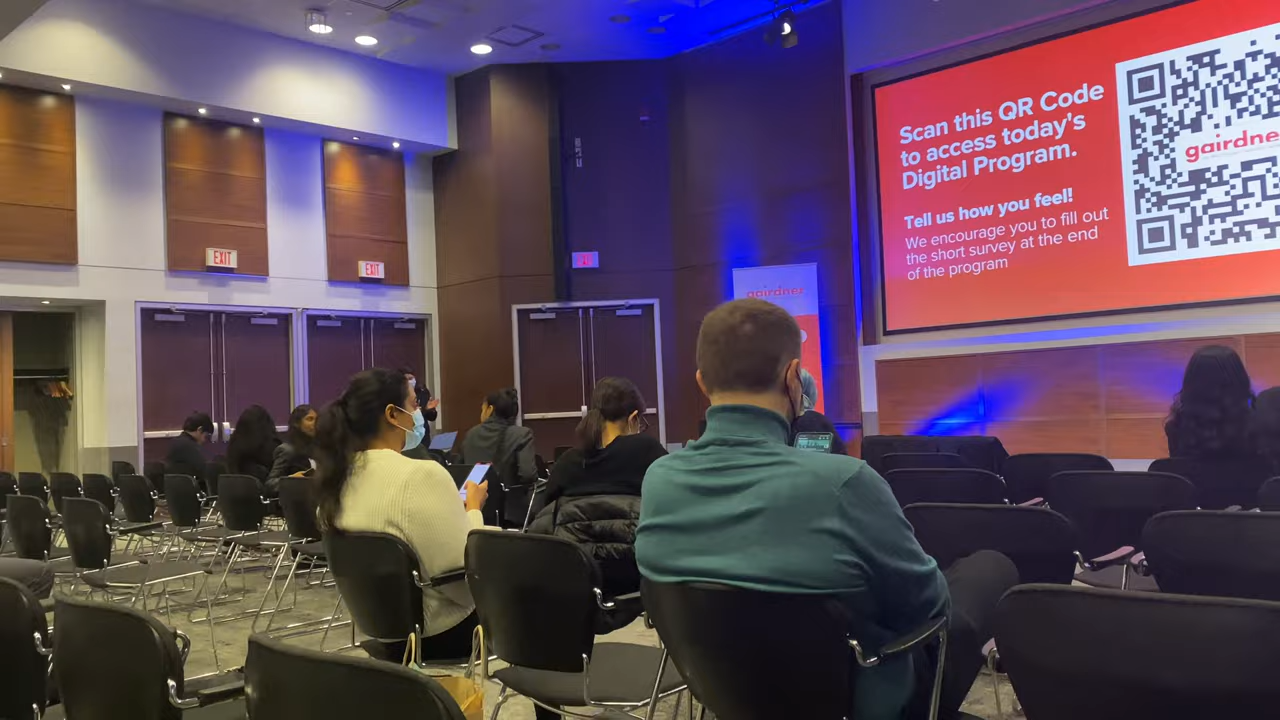 Scan this QR Code
to access today's
Digital Program.
Tell us how you feel!
We encourage you to fill out
the short survey at the end
of the program
gairdner
gairdner
EXIT
EXIT